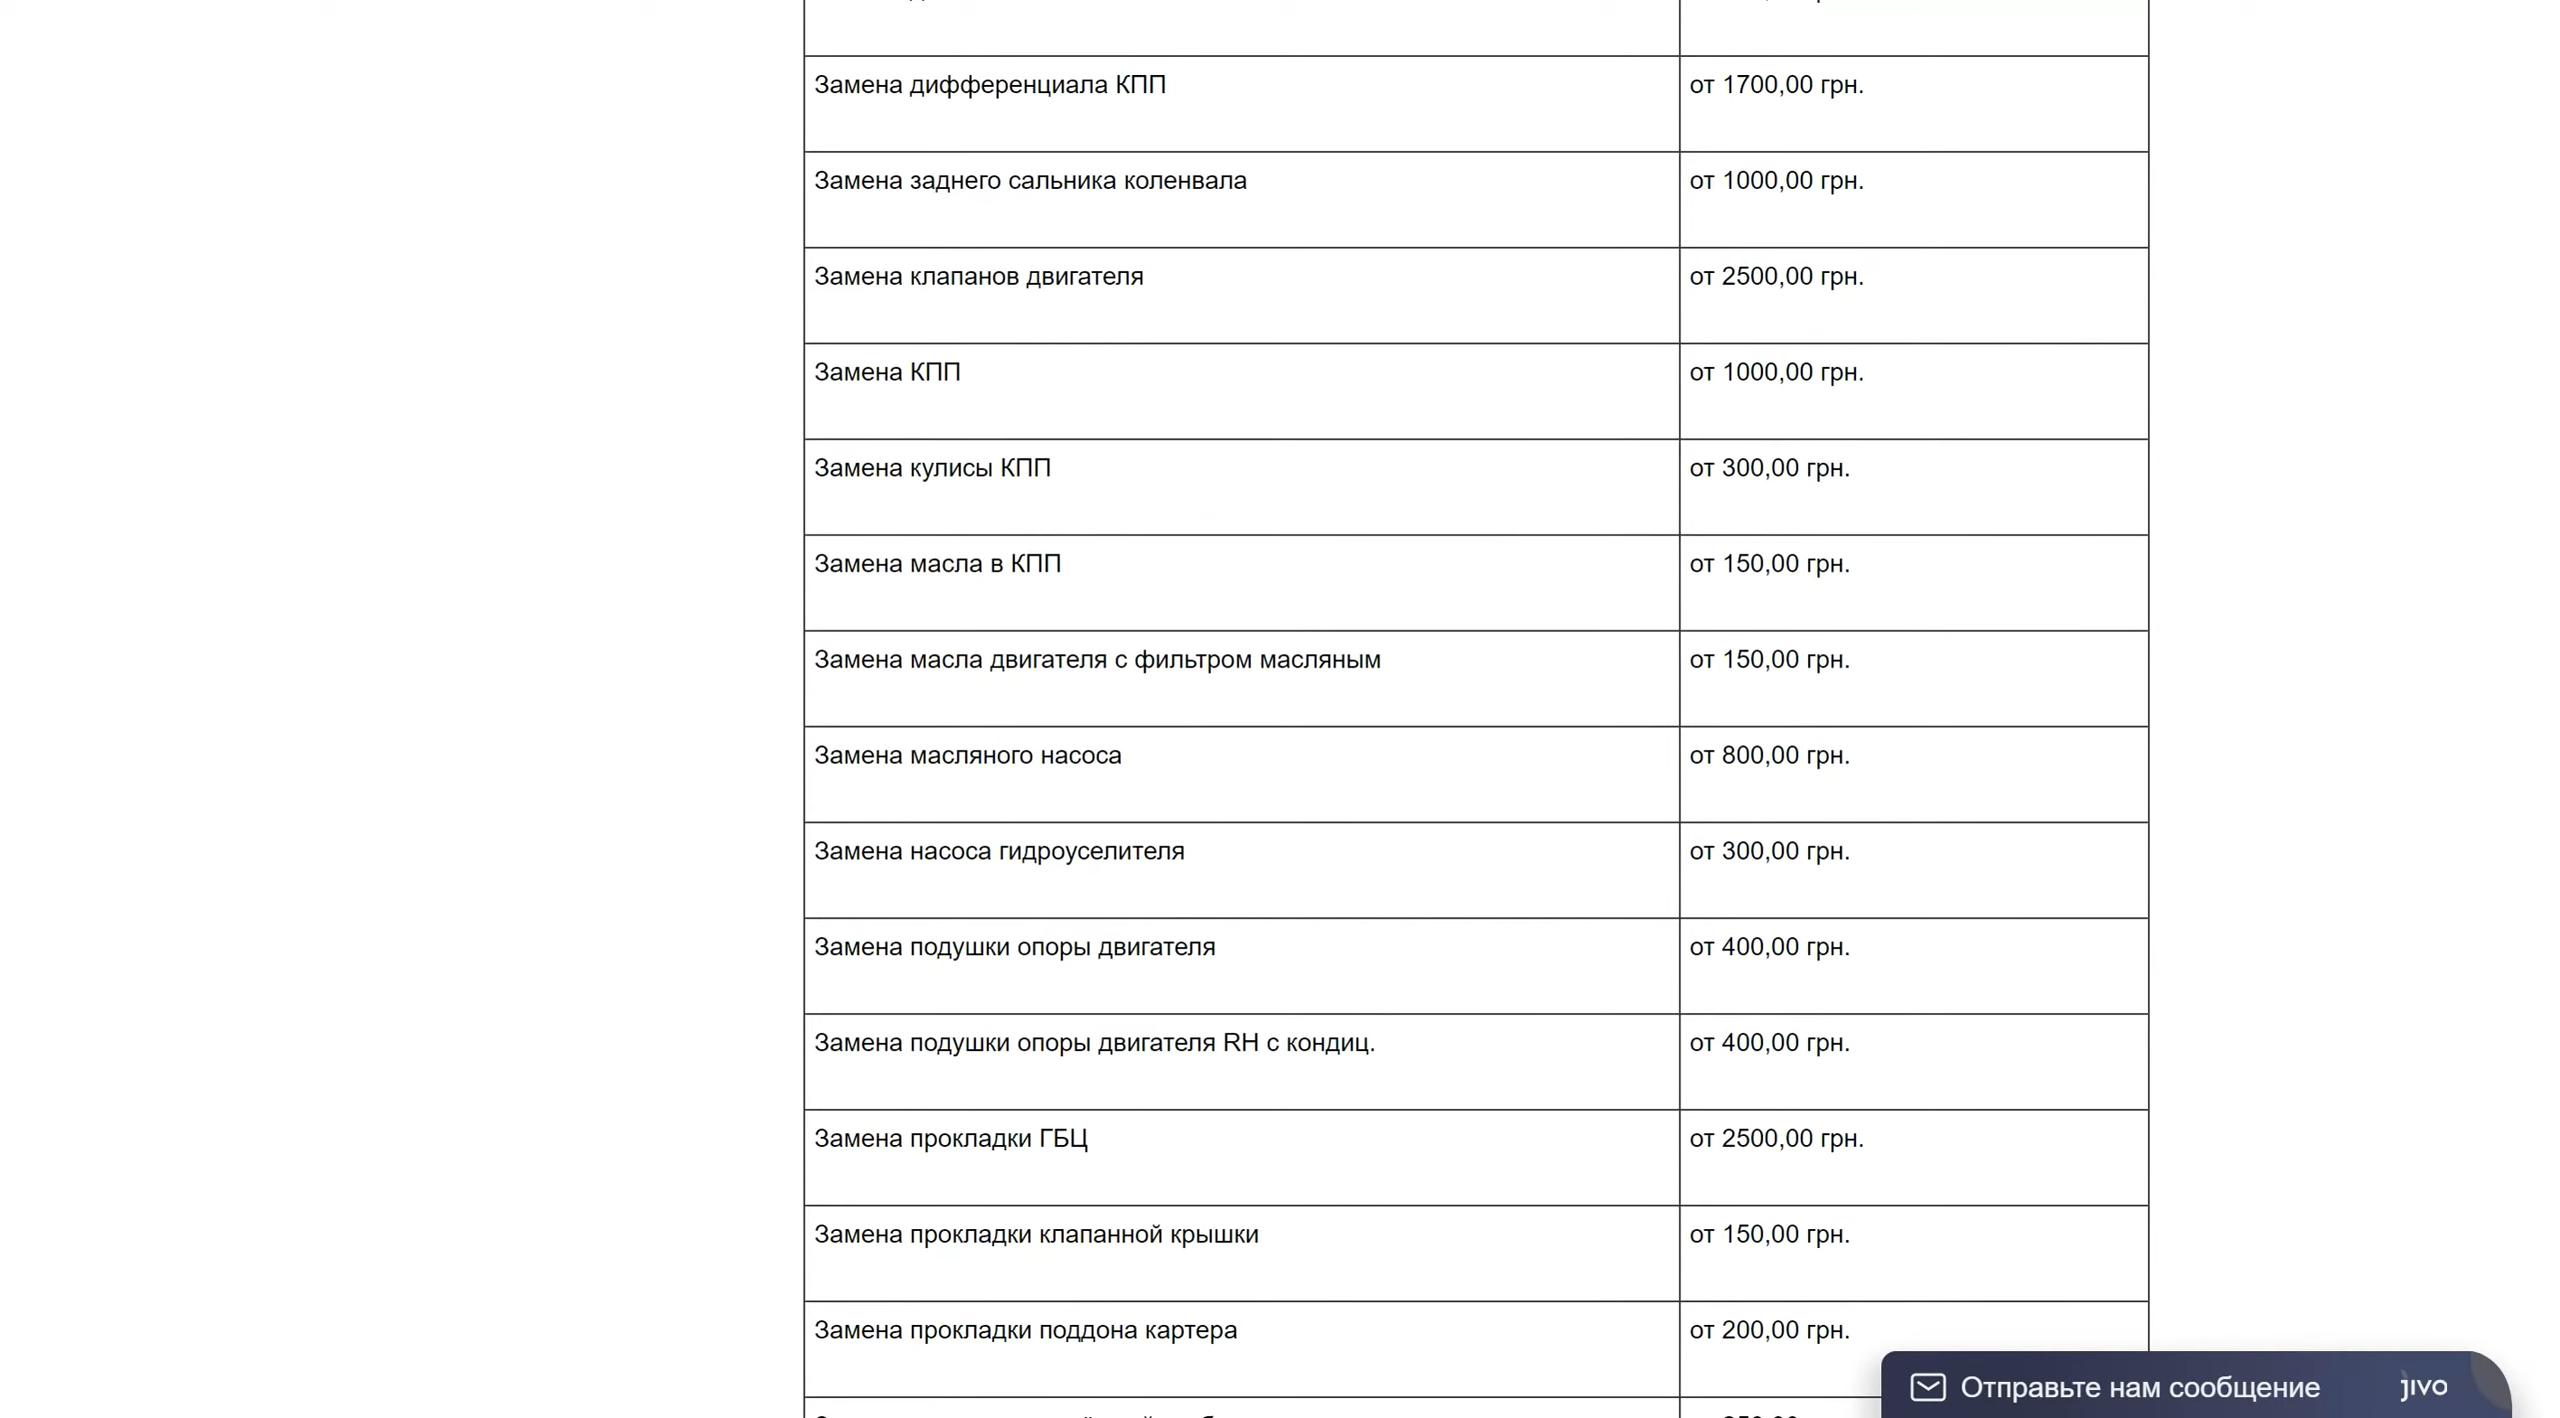 Замена дифференциала КПП от 1700,00 грн.
Замена заднего сальника коленвала от 1000,00 грн.
Замена клапанов двигателя от 2500,00 грн.
Замена КПП от 1000,00 грн.
Замена кулисы КПП от 300,00 грн.
Замена масла в КПП от 150,00 грн.
Замена масла двигателя с фильтром масляным от 150,00 грн.
Замена масляного насоса от 800,00 грн.
Замена насоса гидроуселителя от 300,00 грн.
Замена подушки опоры двигателя от 400,00 грн.
Замена подушки опоры двигателя RH с кондиц. от 400,00 грн.
Замена прокладки ГБЦ от 2500,00 грн.
Замена прокладки клапанной крышки от 150,00 грн.
Замена прокладки поддона картера от 200,00 грн.
Отправьте нам сообщение jivo